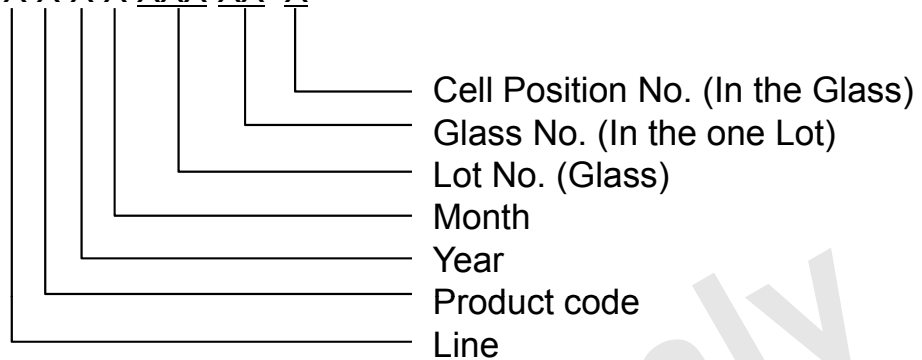 Cell Position No. (In the Glass)
Glass No. (In the one Lot)
Lot No. (Glass)
Month
Year
Product code
Line